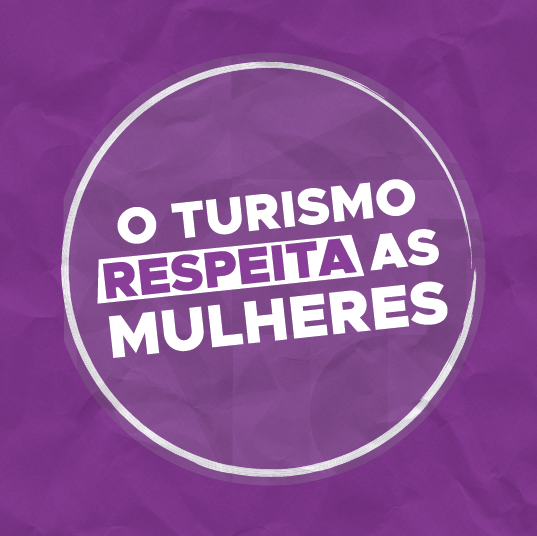 O TURISMO
RESPEITA AS
MULHERES